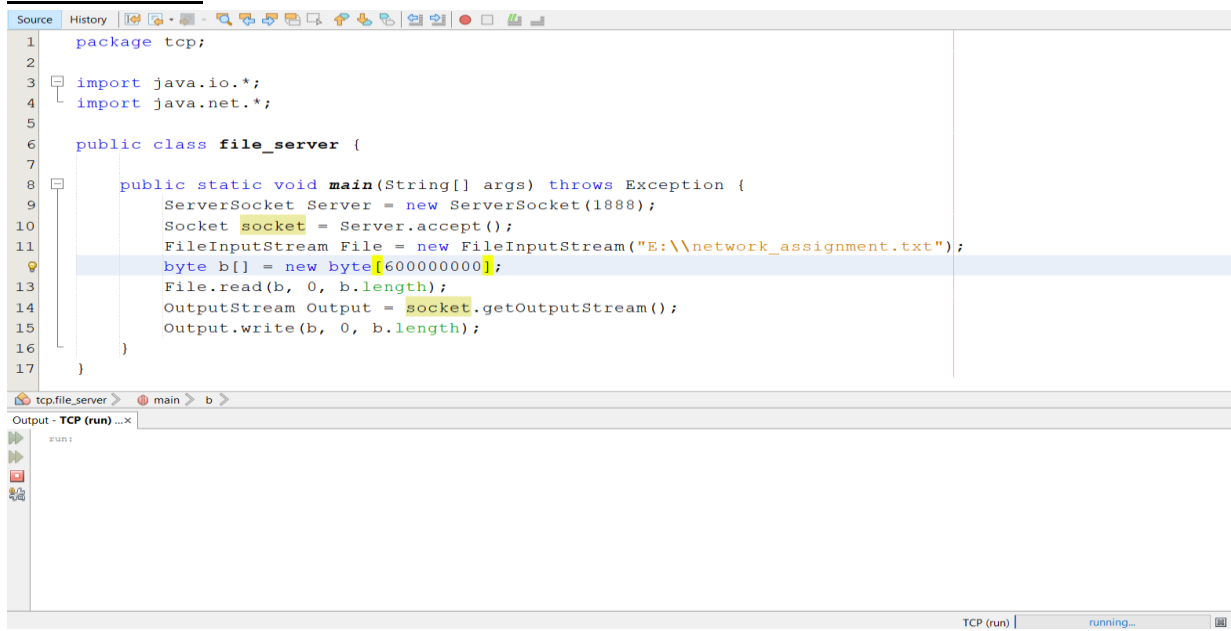 Source History
1 package tcp;
2
3 import java.io.*;
4 import java.net.*;
5
6 public class file_server {
7
8 public static void main(String[] args) throws Exception {
9 ServerSocket Server = new ServerSocket(1888);
10 Socket socket = Server.accept();
11 FileInputStream File = new FileInputStream("E:\\network_assignment.txt");
byte b[] = new byte[600000000];
13 File.read(b, 0, b.length);
14 OutputStream Output = socket.getOutputStream();
15 Output.write(b, 0, b.length);
16 }
17 }
tcp.file_server main b
Output - TCP (run) ...×
run:
TCP (run) running...